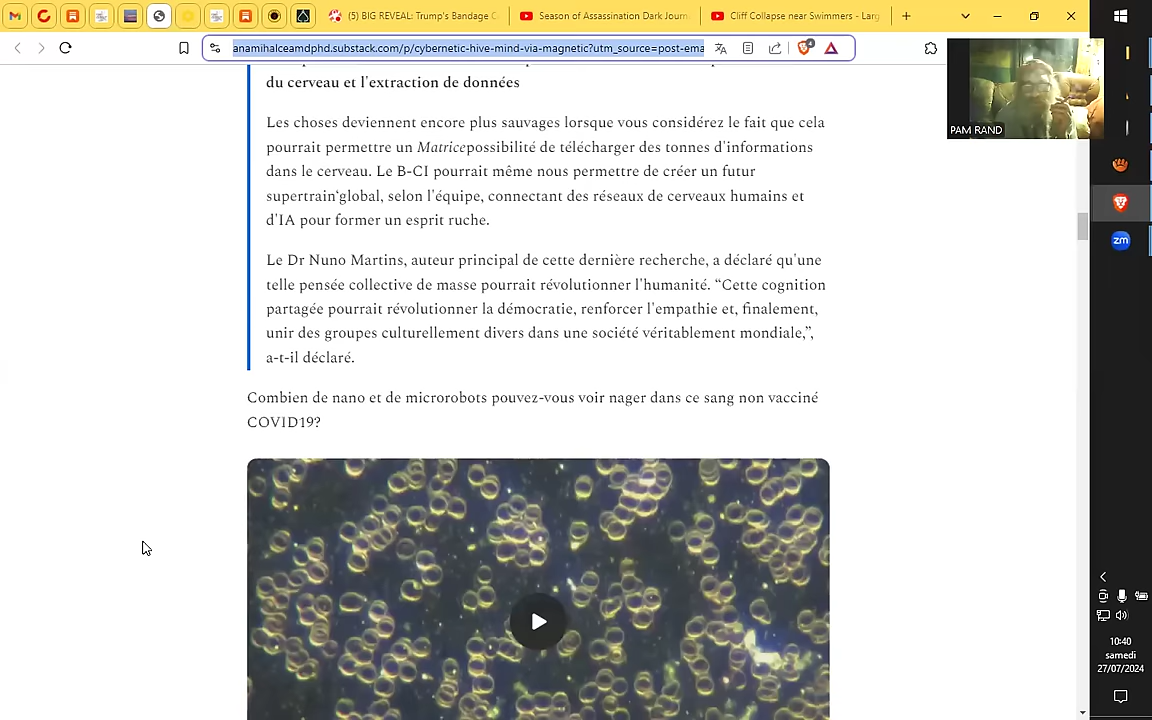 (5) BIG REVEAL: Trump's Bandage C
Season of Assassination Dark Journ
Cliff Collapse near Swimmers - Larg
anamihalceamdphd.substack.com/p/cybernetic-hive-mind-via-magnetic?utm_source=post-ema
4
PAM RAND
du cerveau et l'extraction de données
Les choses deviennent encore plus sauvages lorsque vous considérez le fait que cela
pourrait permettre un Matricepossibilité de télécharger des tonnes d'informations
dans le cerveau. Le B-CI pourrait même nous permettre de créer un futur
supertrain‘global, selon l'équipe, connectant des réseaux de cerveaux humains et
d'IA pour former un esprit ruche.
Le Dr Nuno Martins, auteur principal de cette dernière recherche, a déclaré qu'une
telle pensée collective de masse pourrait révolutionner l'humanité. “Cette cognition
partagée pourrait révolutionner la démocratie, renforcer l'empathie et, finalement,
unir des groupes culturellement divers dans une société véritablement mondiale,”,
a-t-il déclaré.
Combien de nano et de microrobots pouvez-vous voir nager dans ce sang non vacciné
COVID19?
zm
10:40
samedi
27/07/2024